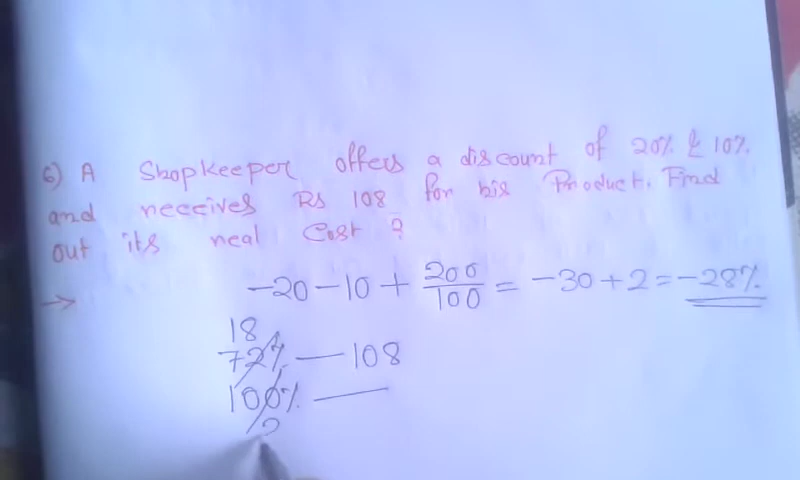 6) A Shopkeeper offers a discount of 20% & 10%.
and receives Rs 108 for his Product. Find
out its real Cost ?
→ -20-10+200/100 = -30+2=-28%
18
72% — 108
100% —